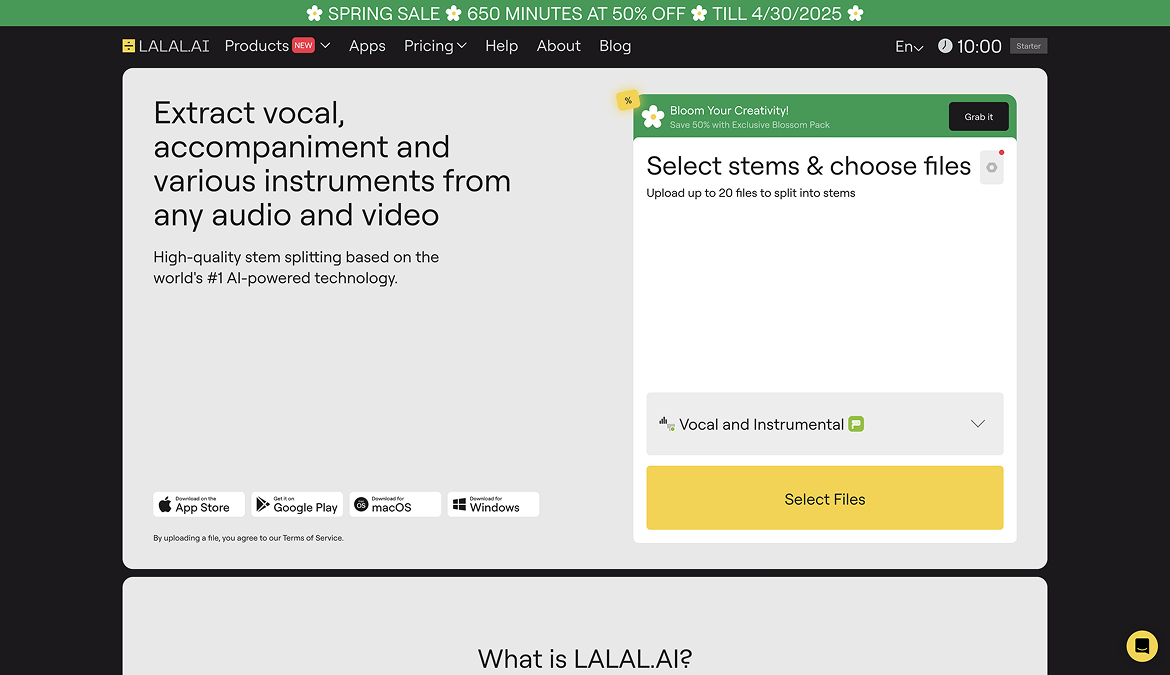 SPRING SALE 650 MINUTES AT 50% OFF TILL 4/30/2025
LALAL.AI Products NEW Apps Pricing Help About Blog En 10:00 Starter
Extract vocal,
accompaniment and
various instruments from
any audio and video
High-quality stem splitting based on the
world's #1 AI-powered technology.
Download on the
App Store
Get it on
Google Play
Download for
macOS
Download for
Windows
By uploading a file, you agree to our Terms of Service.
%
Bloom Your Creativity!
Save 50% with Exclusive Blossom Pack
Grab it
Select stems & choose files
Upload up to 20 files to split into stems
Vocal and Instrumental
Select Files
What is LALAL.AI?